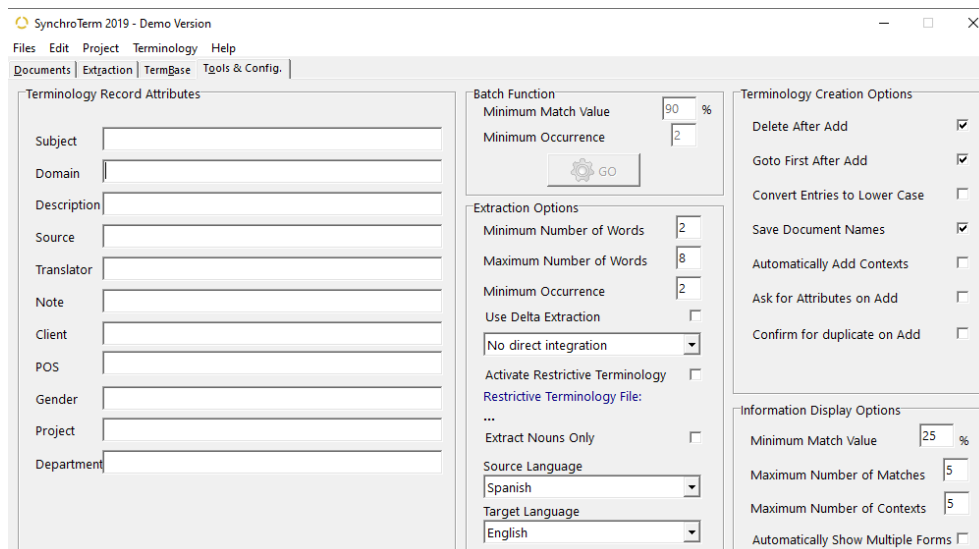 SynchroTerm 2019 - Demo Version
Files Edit Project Terminology Help
Documents Extraction TermBase Tools & Config.
Terminology Record Attributes
Subject
Domain
Description
Source
Translator
Note
Client
POS
Gender
Project
Department
Batch Function
Minimum Match Value 90 %
Minimum Occurrence 2
GO
Extraction Options
Minimum Number of Words 2
Maximum Number of Words 8
Minimum Occurrence 2
Use Delta Extraction
No direct integration
Activate Restrictive Terminology
Restrictive Terminology File:
...
Extract Nouns Only
Source Language
Spanish
Target Language
English
Terminology Creation Options
Delete After Add
Goto First After Add
Convert Entries to Lower Case
Save Document Names
Automatically Add Contexts
Ask for Attributes on Add
Confirm for duplicate on Add
Information Display Options
Minimum Match Value 25 %
Maximum Number of Matches 5
Maximum Number of Contexts 5
Automatically Show Multiple Forms